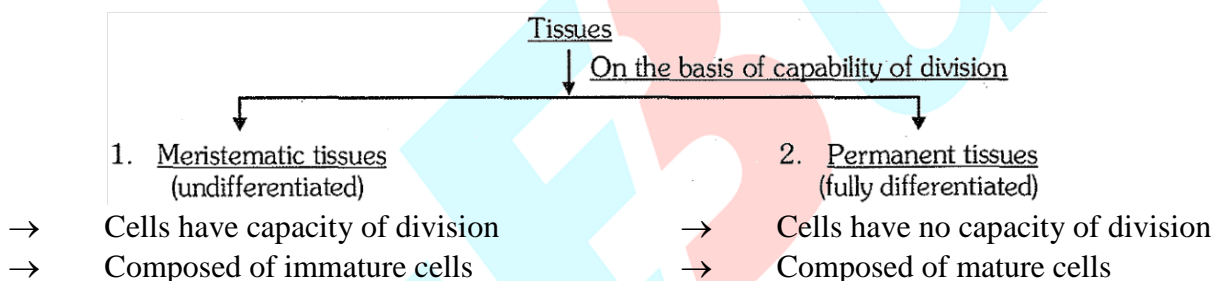 Tissues
On the basis of capability of division
1. Meristematic tissues 2. Permanent tissues
(undifferentiated) (fully differentiated)
→ Cells have capacity of division → Cells have no capacity of division
→ Composed of immature cells → Composed of mature cells